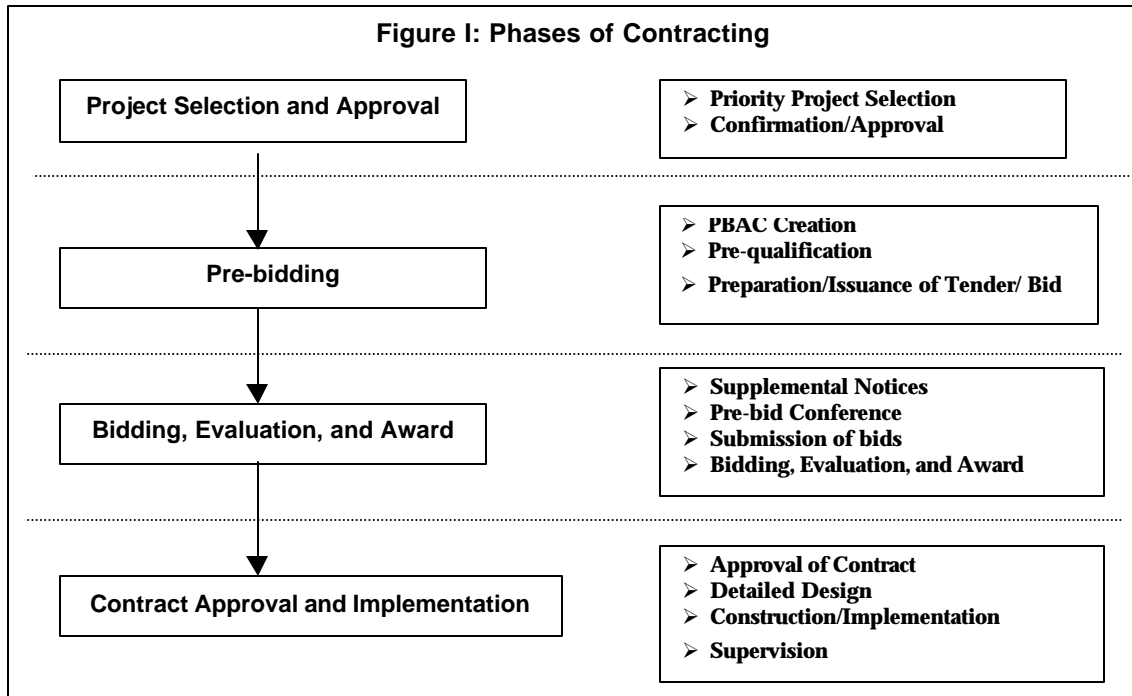 Figure I: Phases of Contracting
Project Selection and Approval
➢ Priority Project Selection
➢ Confirmation/Approval
Pre-bidding
➢ PBAC Creation
➢ Pre-qualification
➢ Preparation/Issuance of Tender/ Bid
Bidding, Evaluation, and Award
➢ Supplemental Notices
➢ Pre-bid Conference
➢ Submission of bids
➢ Bidding, Evaluation, and Award
Contract Approval and Implementation
➢ Approval of Contract
➢ Detailed Design
➢ Construction/Implementation
➢ Supervision